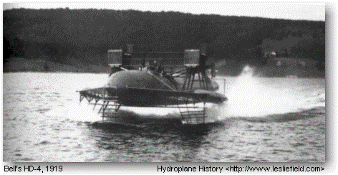 Bell's HD-4, 1919
Hydroplane History <http://www.lesliefield.com>